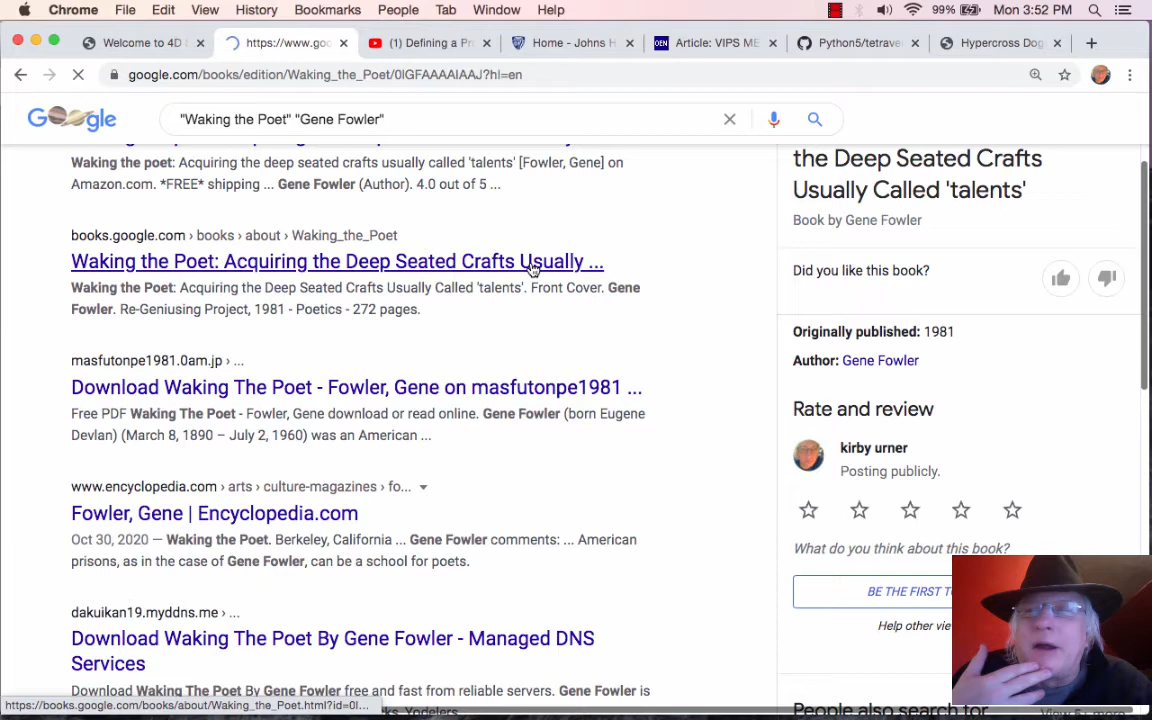 Chrome File Edit View History Bookmarks People Tab Window Help 99% Mon 3:52 PM
Welcome to 4D × https://www.goo × (1) Defining a Pr × Home - Johns H × OEN Article: VIPS ME × Python5/tetrave × Hypercross Dog ×
google.com/books/edition/Waking_the_Poet/0lGFAAAAIAAJ?hl=en
Google "Waking the Poet" "Gene Fowler"
Waking the poet: Acquiring the deep seated crafts usually called 'talents' [Fowler, Gene] on
Amazon.com. *FREE* shipping ... Gene Fowler (Author). 4.0 out of 5 ...
books.google.com › books › about › Waking_the_Poet
Waking the Poet: Acquiring the Deep Seated Crafts Usually ...
Waking the Poet: Acquiring the Deep Seated Crafts Usually Called 'talents'. Front Cover. Gene
Fowler. Re-Geniusing Project, 1981 - Poetics - 272 pages.
masfutonpe1981.0am.jp › ...
Download Waking The Poet - Fowler, Gene on masfutonpe1981 ...
Free PDF Waking The Poet - Fowler, Gene download or read online. Gene Fowler (born Eugene
Devlan) (March 8, 1890 – July 2, 1960) was an American ...
www.encyclopedia.com › arts › culture-magazines › fo...
Fowler, Gene | Encyclopedia.com
Oct 30, 2020 — Waking the Poet. Berkeley, California ... Gene Fowler comments: ... American
prisons, as in the case of Gene Fowler, can be a school for poets.
dakuikan19.myddns.me › ...
Download Waking The Poet By Gene Fowler - Managed DNS
Services
Download Waking The Poet By Gene Fowler free and fast from reliable servers. Gene Fowler is
Yodelers
https://books.google.com/books/about/Waking_the_Poet.html?id=0l...
the Deep Seated Crafts
Usually Called 'talents'
Book by Gene Fowler
Did you like this book?
Originally published: 1981
Author: Gene Fowler
Rate and review
kirby urner
Posting publicly.
What do you think about this book?
BE THE FIRST T
Help other vie
People also search for
View 5+ more